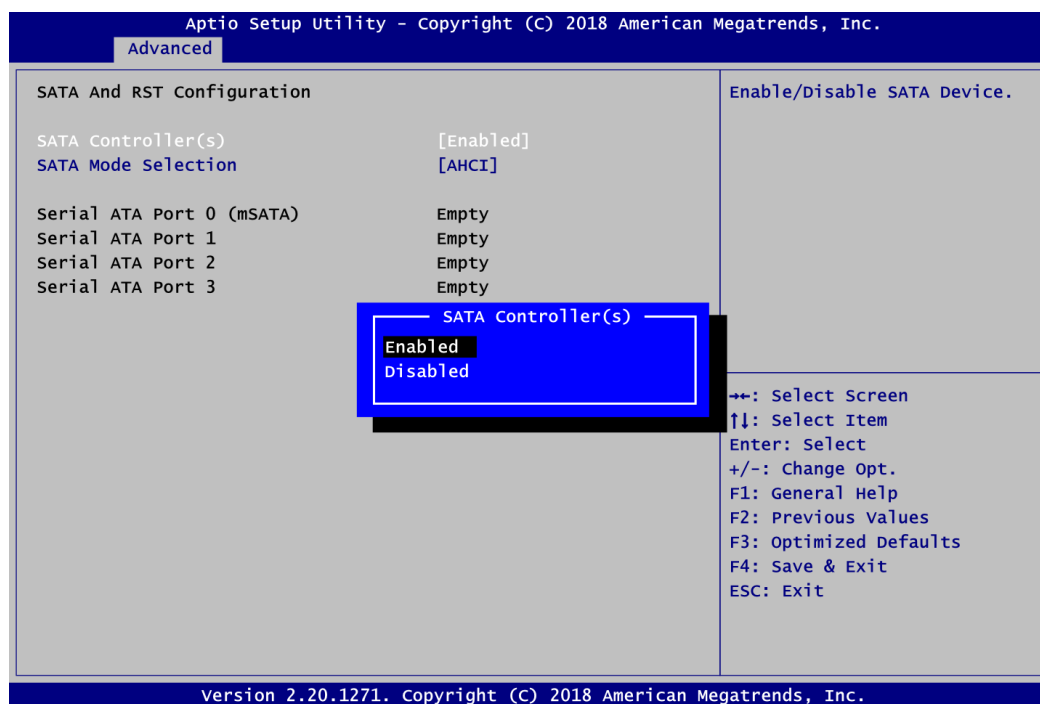 Aptio Setup Utility – Copyright (C) 2018 American Megatrends, Inc.
Advanced
SATA And RST Configuration
SATA Controller(s) [Enabled]
SATA Mode Selection [AHCI]
Serial ATA Port 0 (mSATA) Empty
Serial ATA Port 1 Empty
Serial ATA Port 2 Empty
Serial ATA Port 3 Empty
SATA Controller(s)
Enabled
Disabled
Enable/Disable SATA Device.
→←: Select Screen
↑↓: Select Item
Enter: Select
+/-: Change Opt.
F1: General Help
F2: Previous Values
F3: Optimized Defaults
F4: Save & Exit
ESC: Exit
Version 2.20.1271. Copyright (C) 2018 American Megatrends, Inc.